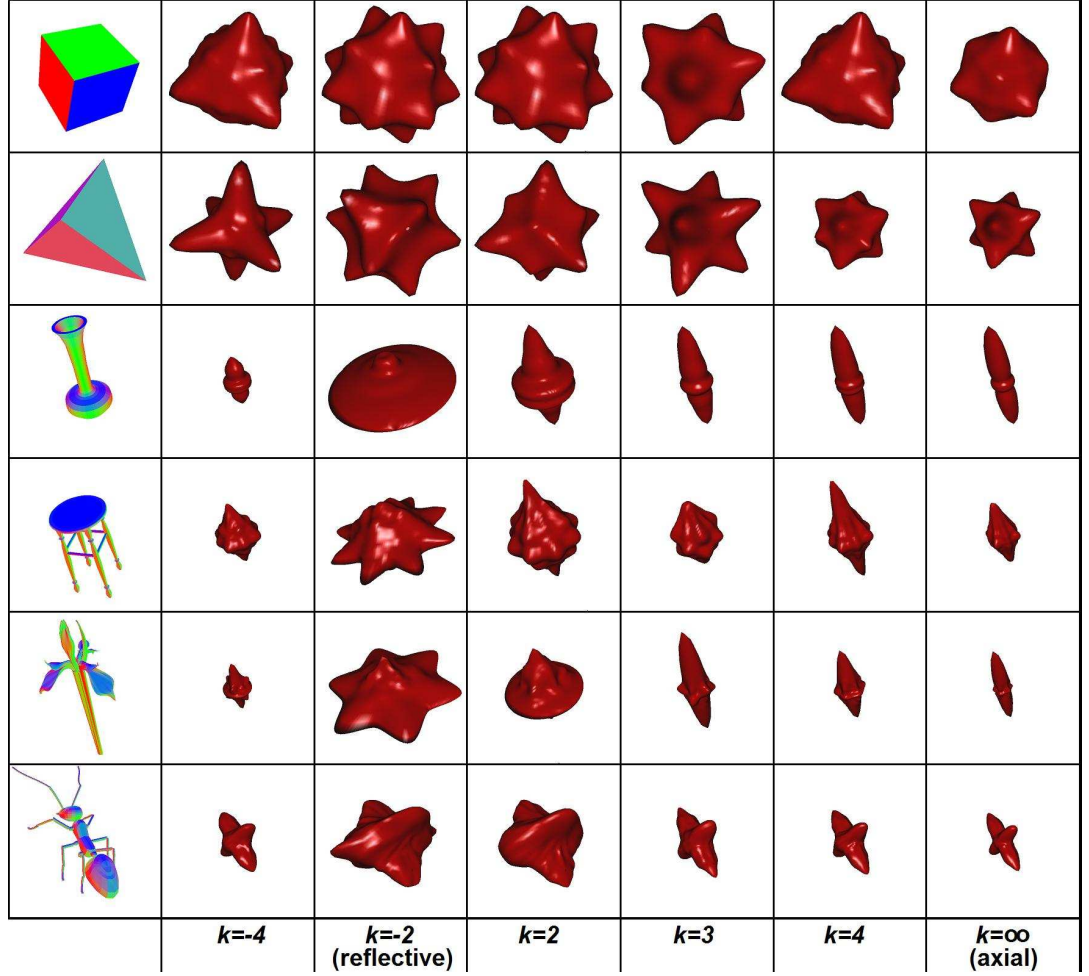 k=-4 k=-2 k=2 k=3 k=4 k=∞
(reflective) (axial)